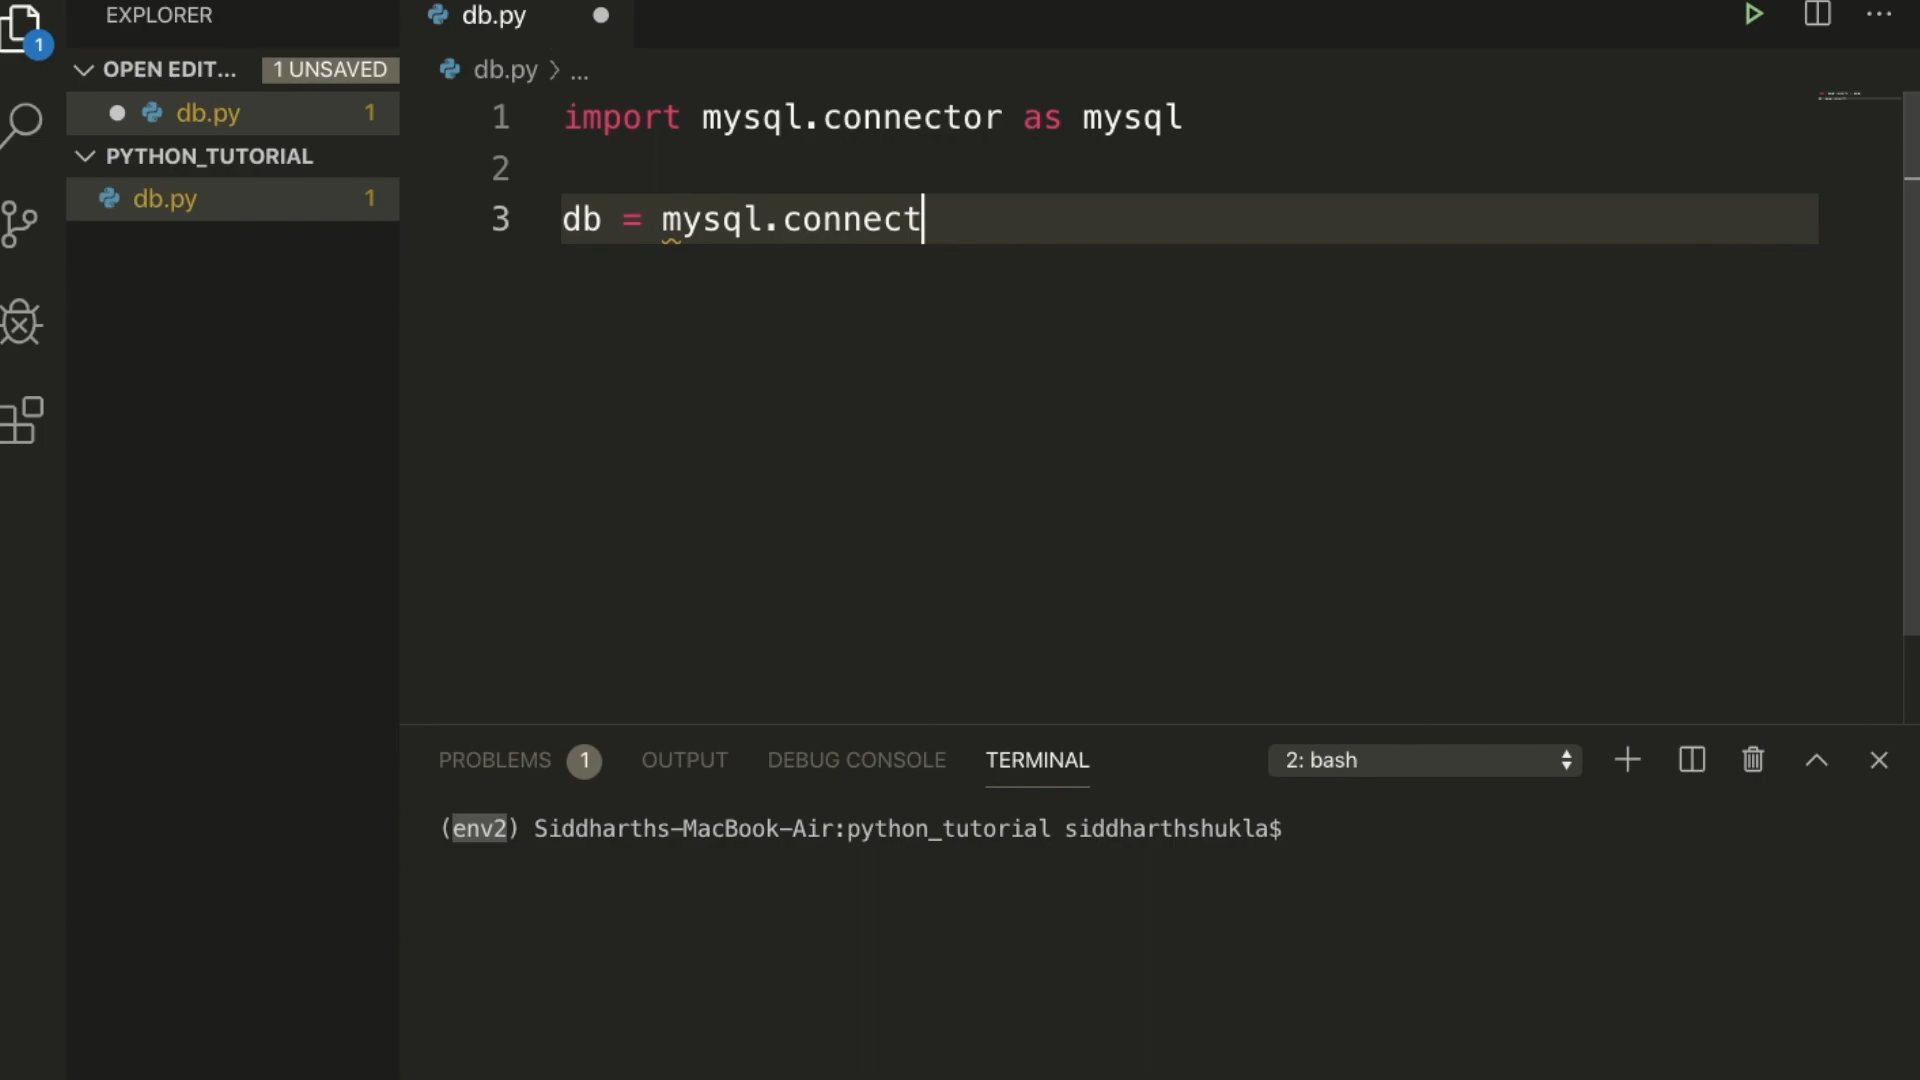 EXPLORER
db.py
1
OPEN EDIT... 1 UNSAVED
db.py > ...
db.py 1
1 import mysql.connector as mysql
PYTHON_TUTORIAL
2
db.py 1
3 db = mysql.connect
PROBLEMS 1 OUTPUT DEBUG CONSOLE TERMINAL 2: bash
(env2) Siddharths-MacBook-Air:python_tutorial siddharthshukla$